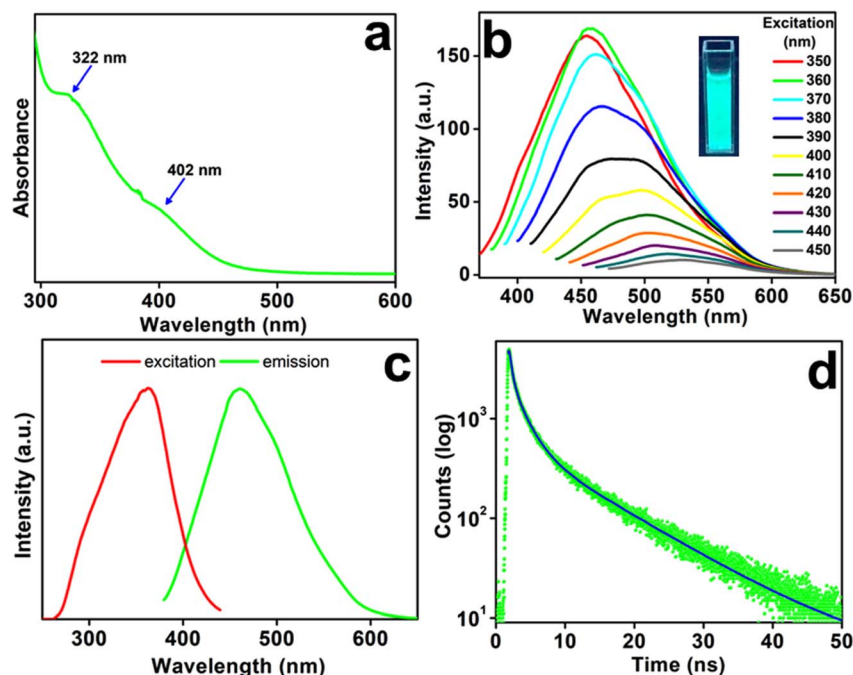 a
322 nm
402 nm
Absorbance
300 400 500 600
Wavelength (nm)
b
Excitation
(nm)
350
360
370
380
390
400
410
420
430
440
450
150
100
50
0
Intensity (a.u.)
400 450 500 550 600 650
Wavelength (nm)
c
excitation emission
Intensity (a.u.)
300 400 500 600
Wavelength (nm)
d
10³
10²
10¹
Counts (log)
0 10 20 30 40 50
Time (ns)